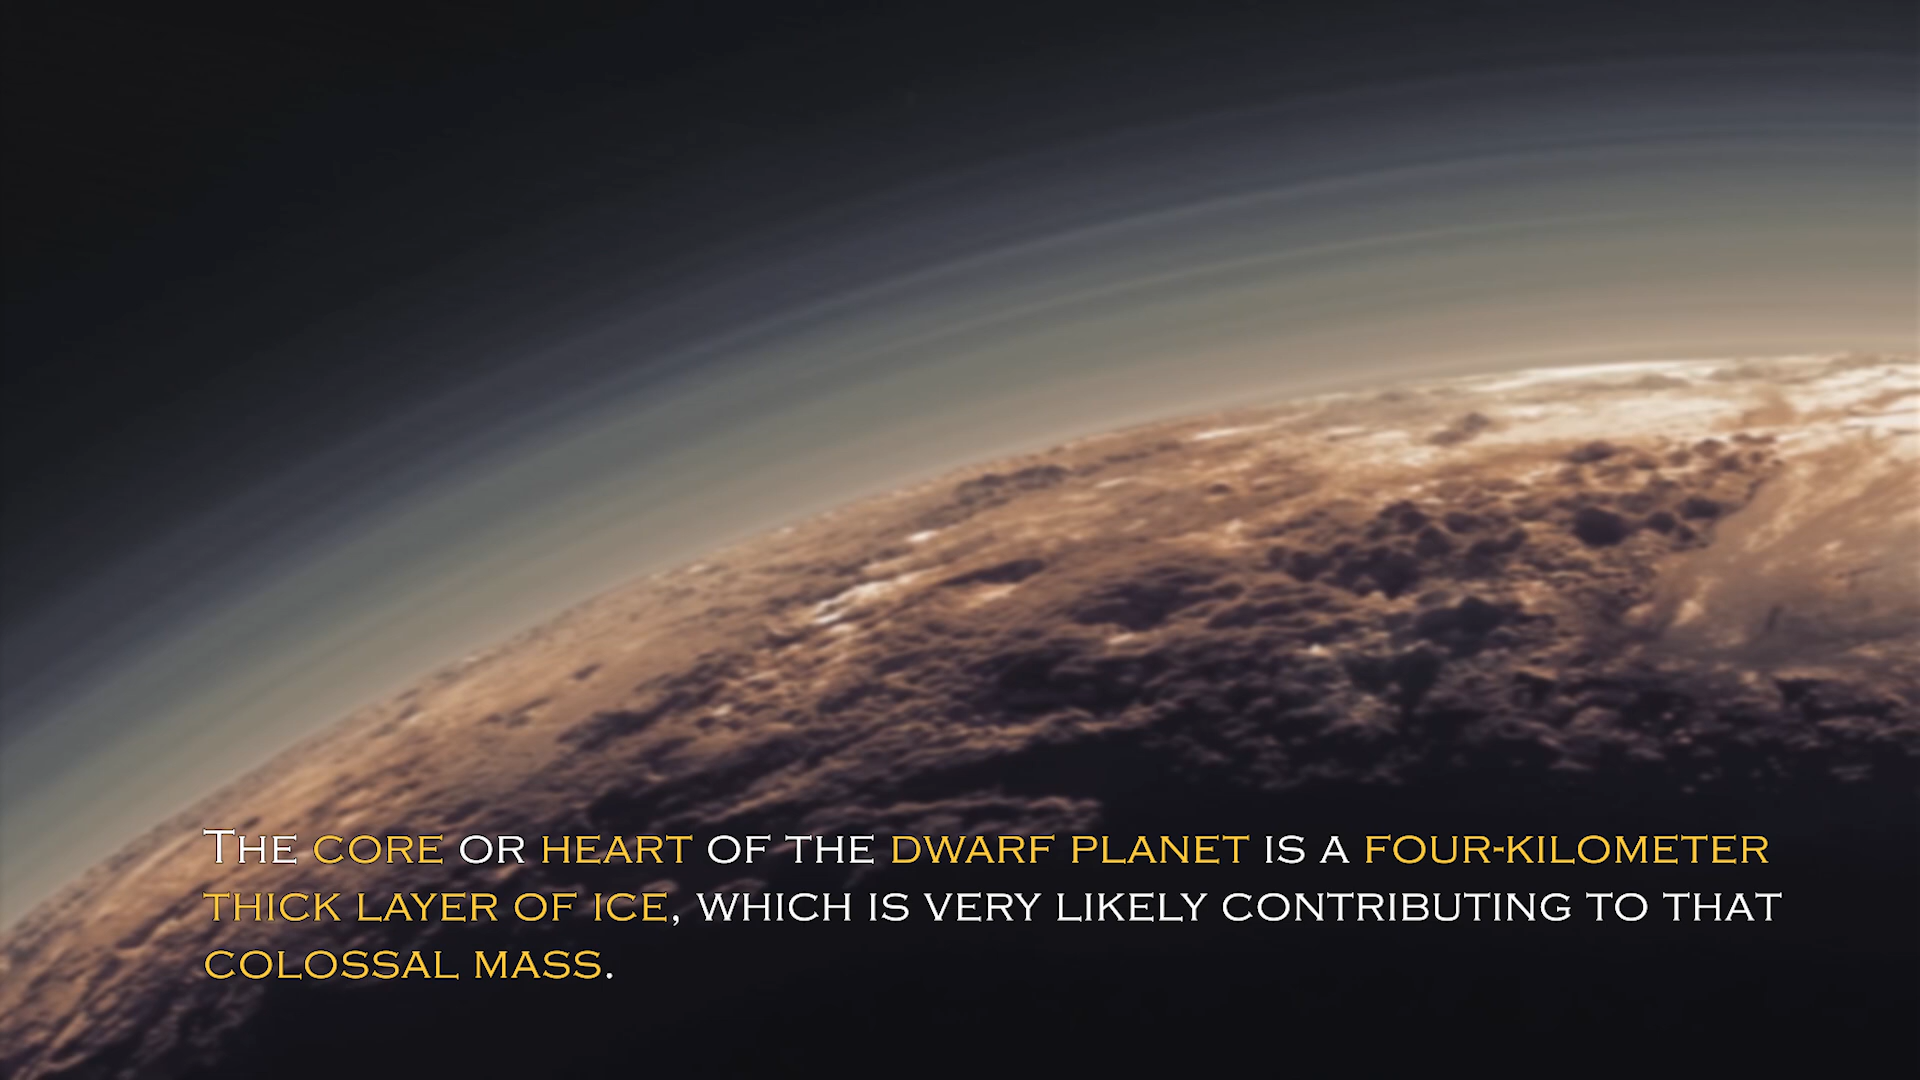 The core or heart of the dwarf planet is a four-kilometer
thick layer of ice, which is very likely contributing to that
colossal mass.